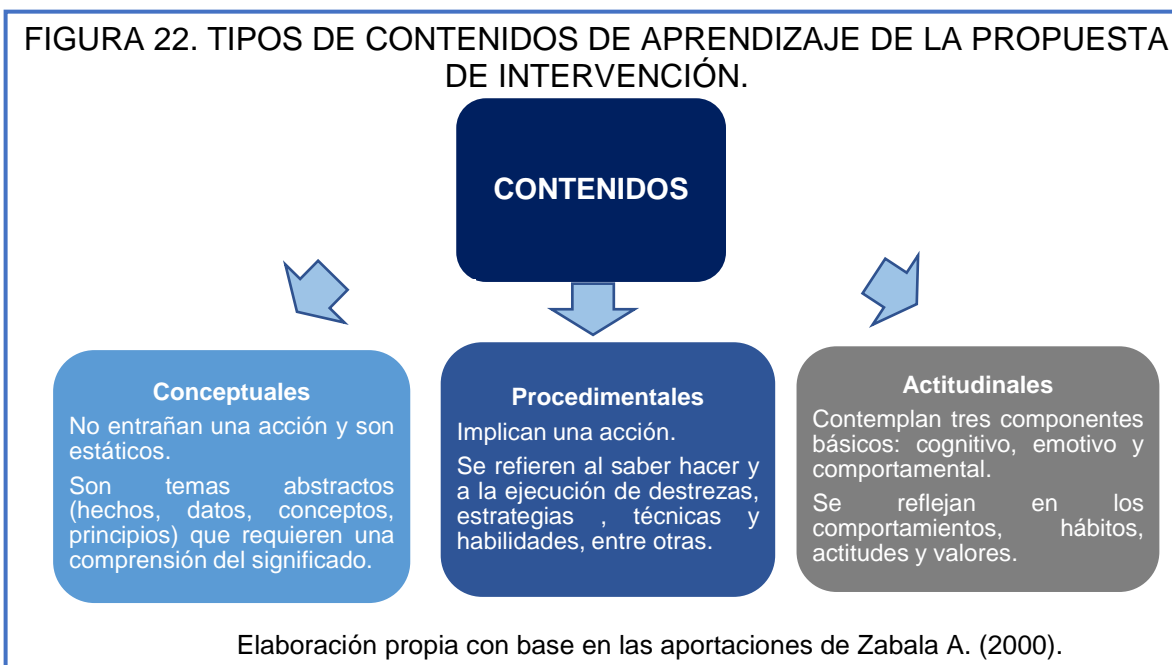 FIGURA 22. TIPOS DE CONTENIDOS DE APRENDIZAJE DE LA PROPUESTA
DE INTERVENCIÓN.
CONTENIDOS
Conceptuales
No entrañan una acción y son
estáticos.
Son temas abstractos
(hechos, datos, conceptos,
principios) que requieren una
comprensión del significado.
Procedimentales
Implican una acción.
Se refieren al saber hacer y
a la ejecución de destrezas,
estrategias , técnicas y
habilidades, entre otras.
Actitudinales
Contemplan tres componentes
básicos: cognitivo, emotivo y
comportamental.
Se reflejan en los
comportamientos, hábitos,
actitudes y valores.
Elaboración propia con base en las aportaciones de Zabala A. (2000).